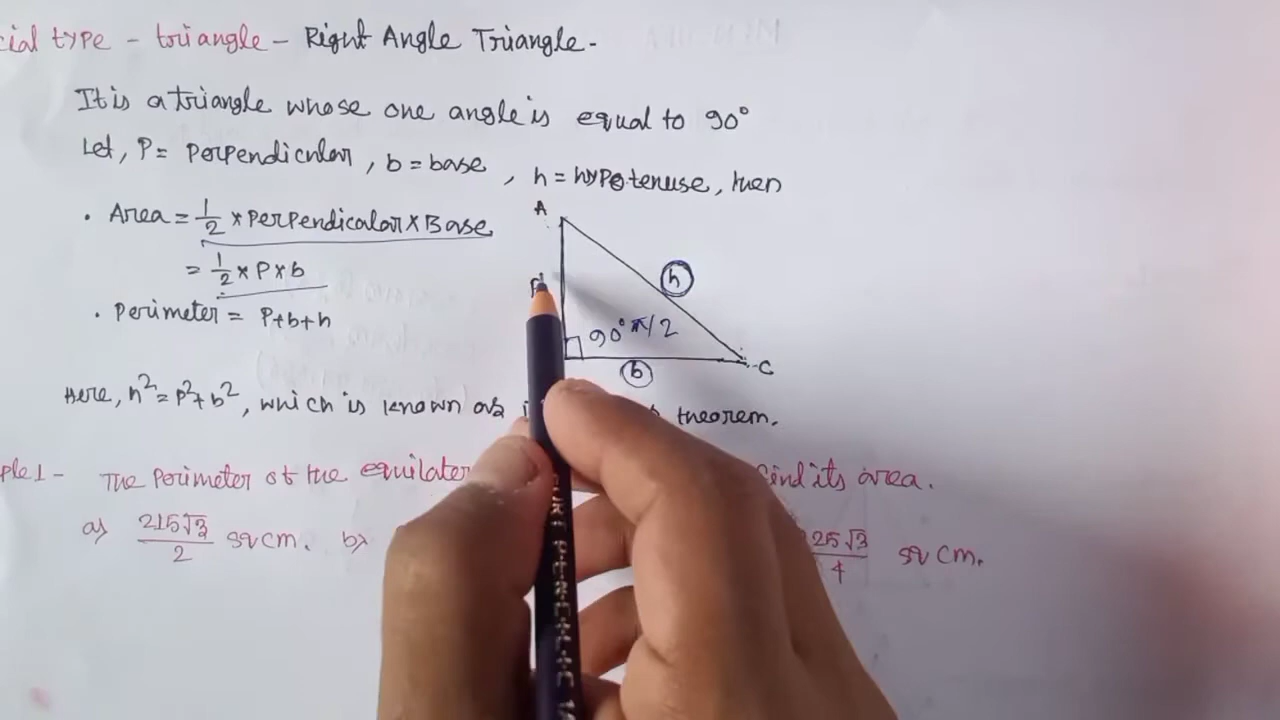 cial type - triangle - Right Angle Triangle -
It is a triangle whose one angle is equal to 90°
Let, P = Perpendicular, b = base, h = hypotenuse, then
. Area = 1/2 × Perpendicular × Base
= 1/2 × P × b
. Perimeter = P+b+h
A
h
90° π/2
b
C
Here, h² = P² + b², which is known as theorem.
ple 1 - The Perimeter of the equilater find its area.
a) 215√3/2 sq cm. b) 25√3/4 sq cm.